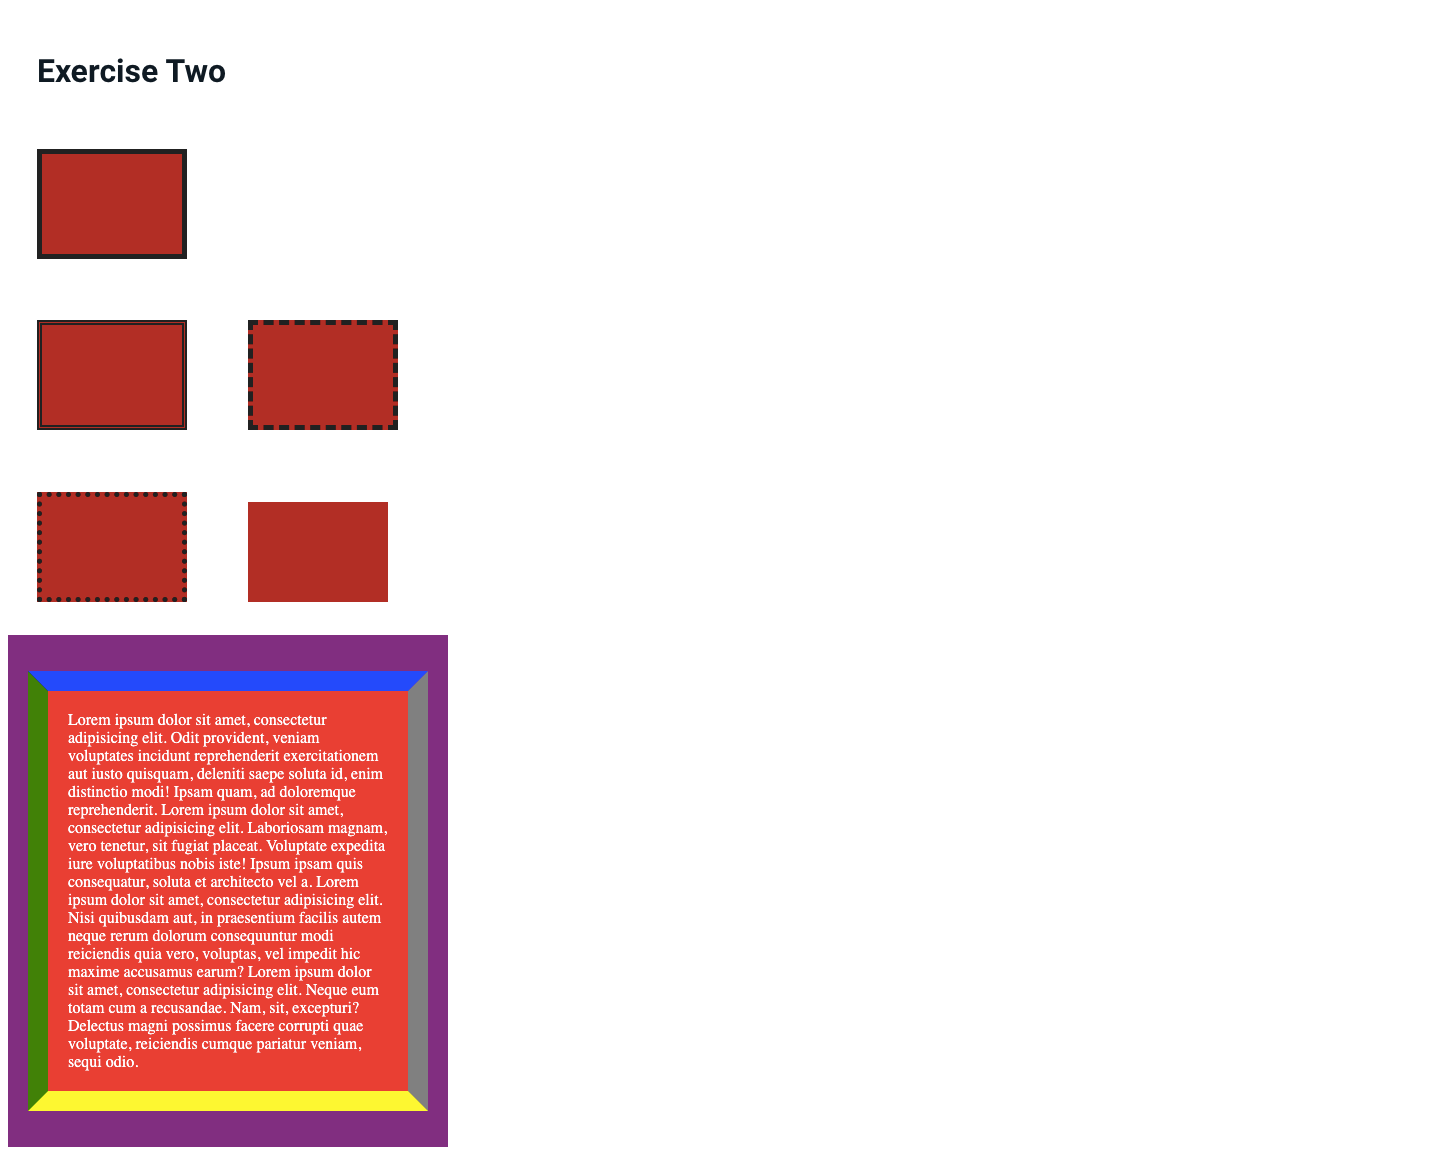 Exercise Two
Lorem ipsum dolor sit amet, consectetur
adipisicing elit. Odit provident, veniam
voluptates incidunt reprehenderit exercitationem
aut iusto quisquam, deleniti saepe soluta id, enim
distinctio modi! Ipsam quam, ad doloremque
reprehenderit. Lorem ipsum dolor sit amet,
consectetur adipisicing elit. Laboriosam magnam,
vero tenetur, sit fugiat placeat. Voluptate expedita
iure voluptatibus nobis iste! Ipsum ipsam quis
consequatur, soluta et architecto vel a. Lorem
ipsum dolor sit amet, consectetur adipisicing elit.
Nisi quibusdam aut, in praesentium facilis autem
neque rerum dolorum consequuntur modi
reiciendis quia vero, voluptas, vel impedit hic
maxime accusamus earum? Lorem ipsum dolor
sit amet, consectetur adipisicing elit. Neque eum
totam cum a recusandae. Nam, sit, excepturi?
Delectus magni possimus facere corrupti quae
voluptate, reiciendis cumque pariatur veniam,
sequi odio.